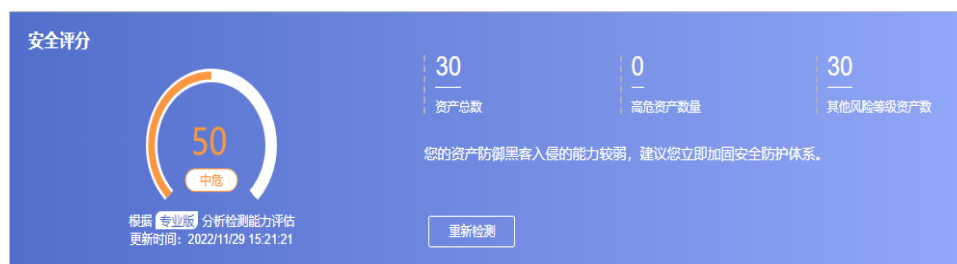 安全评分
50
中危
根据 专业版 分析检测能力评估
更新时间：2022/11/29 15:21:21
30
资产总数
0
高危资产数量
30
其他风险等级资产数
您的资产防御黑客入侵的能力较弱，建议您立即加固安全防护体系。
重新检测